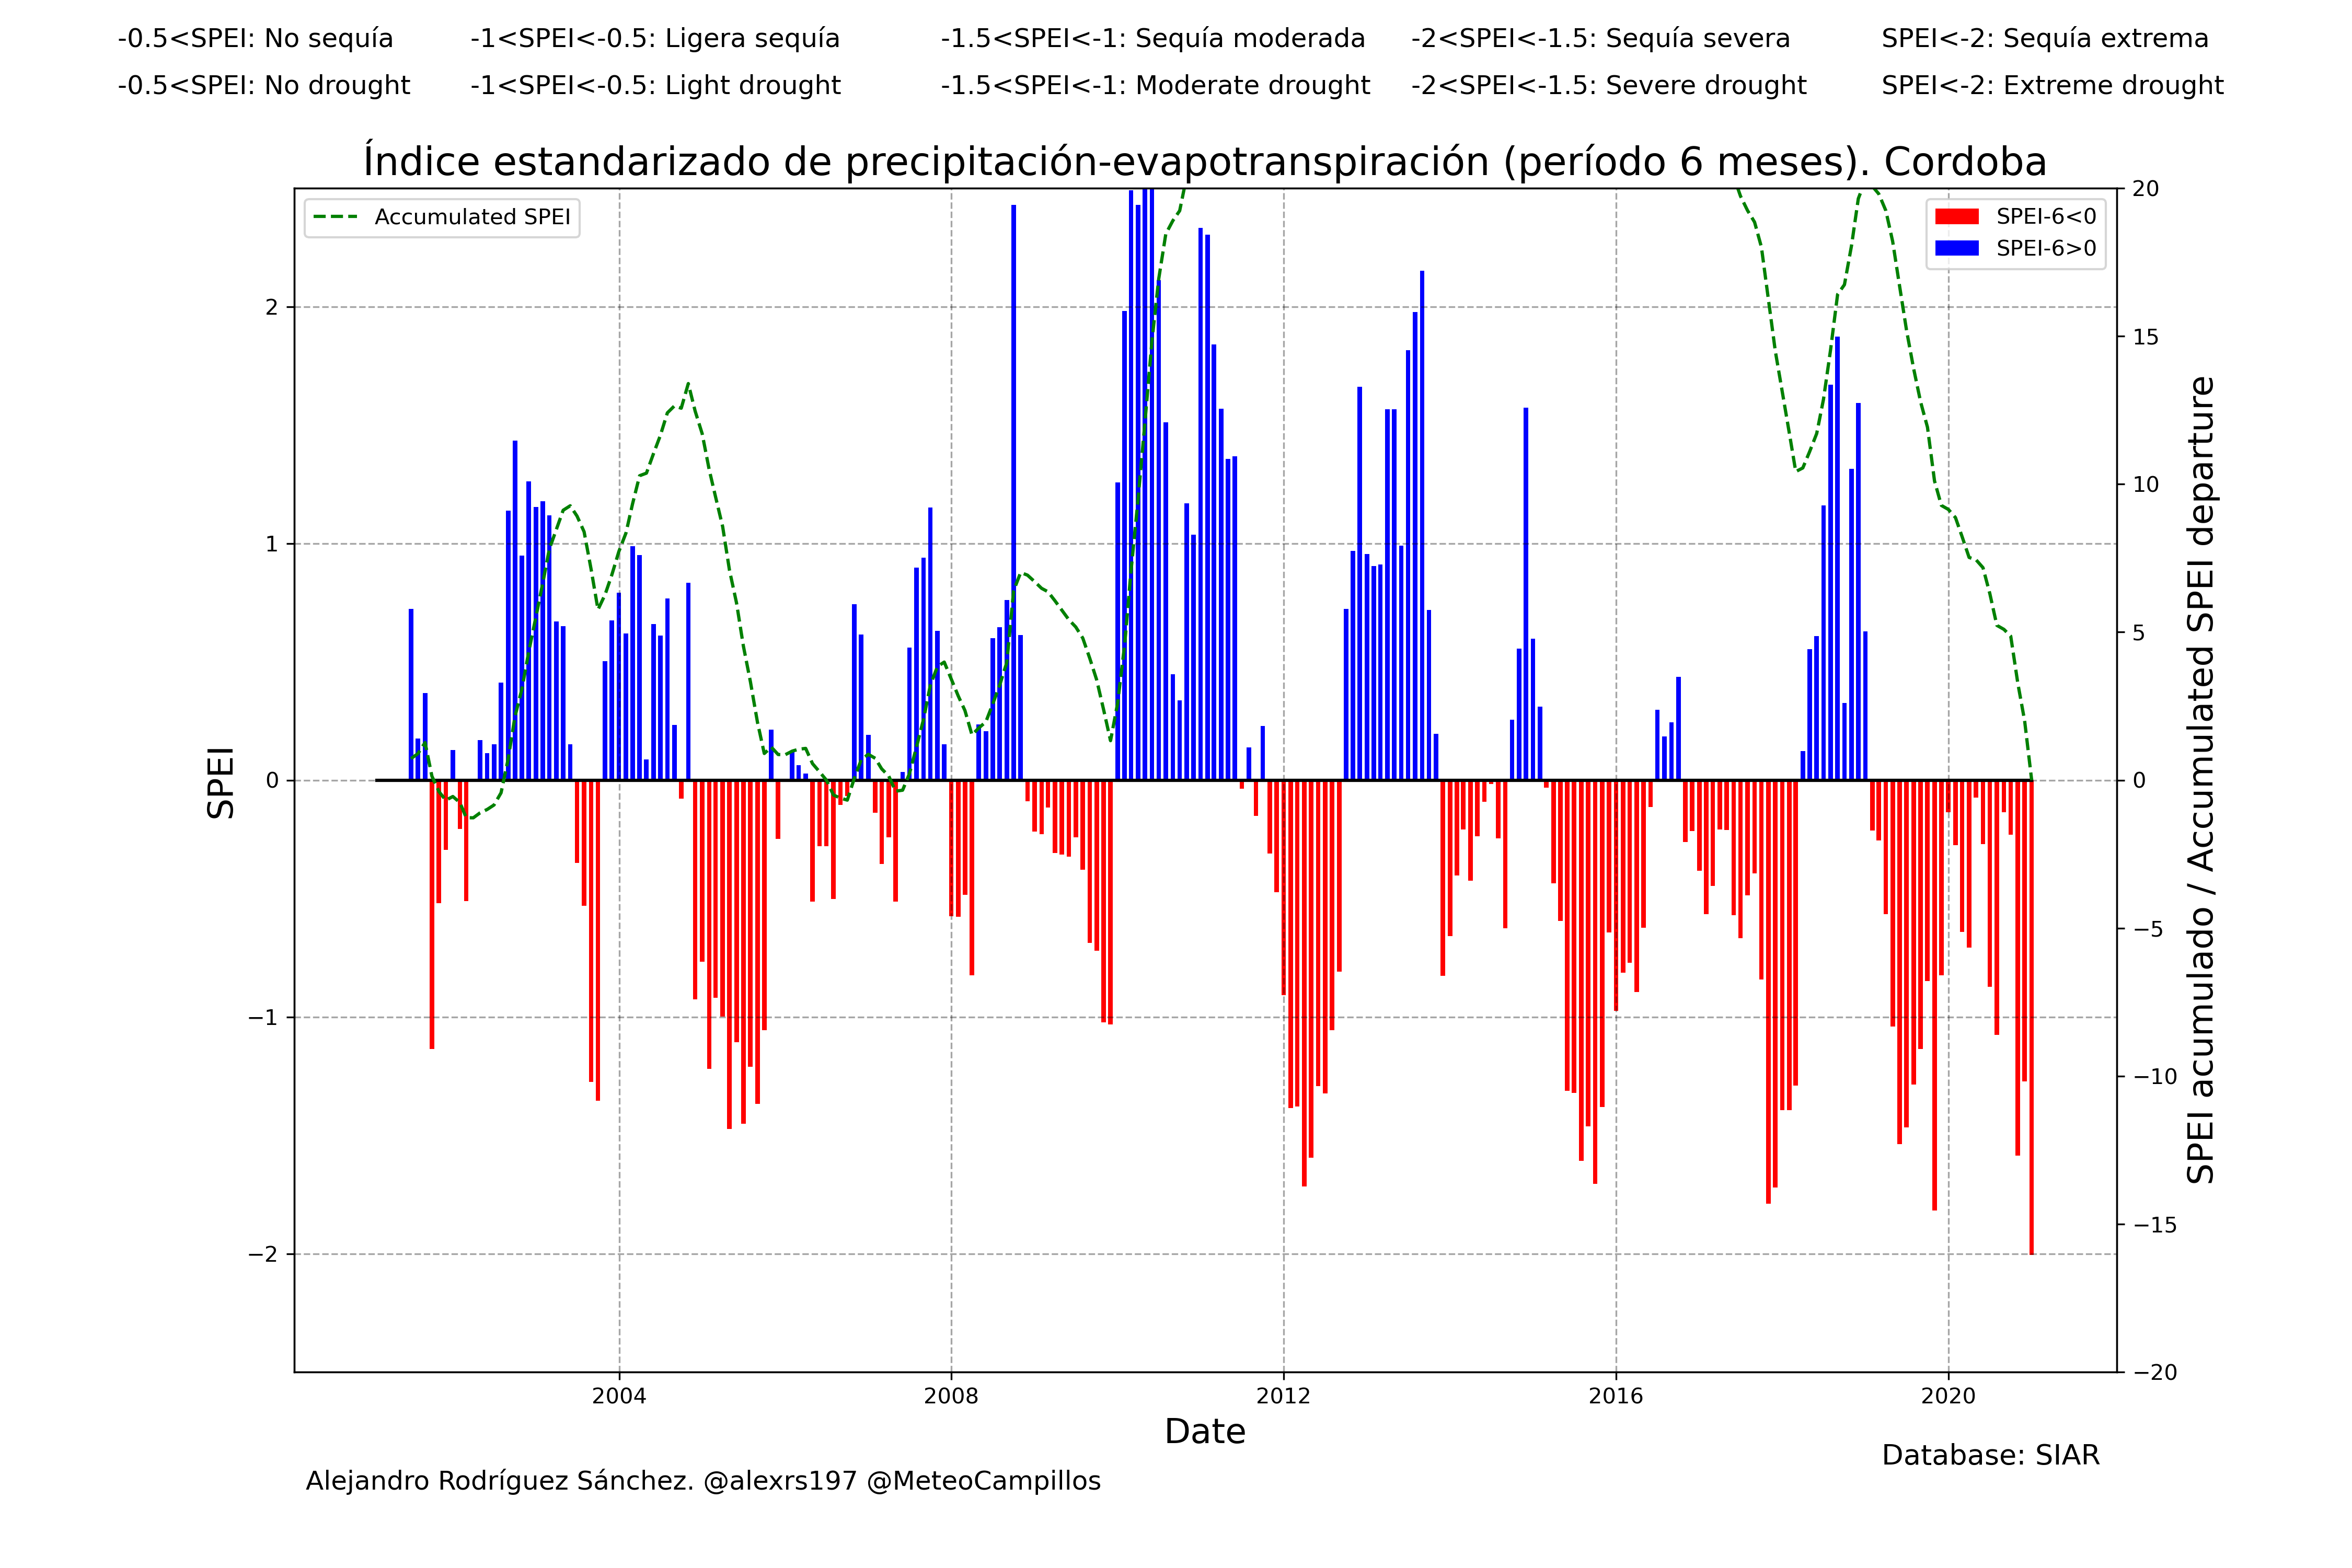 -0.5<SPEI: No sequía -1<SPEI<-0.5: Ligera sequía -1.5<SPEI<-1: Sequía moderada -2<SPEI<-1.5: Sequía severa SPEI<-2: Sequía extrema
-0.5<SPEI: No drought -1<SPEI<-0.5: Light drought -1.5<SPEI<-1: Moderate drought -2<SPEI<-1.5: Severe drought SPEI<-2: Extreme drought
Índice estandarizado de precipitación-evapotranspiración (período 6 meses). Cordoba
Accumulated SPEI
SPEI-6<0
SPEI-6>0
SPEI
2
1
0
−1
−2
20
15
10
5
0
−5
−10
−15
−20
SPEI acumulado / Accumulated SPEI departure
2004 2008 2012 2016 2020
Date
Database: SIAR
Alejandro Rodríguez Sánchez. @alexrs197 @MeteoCampillos